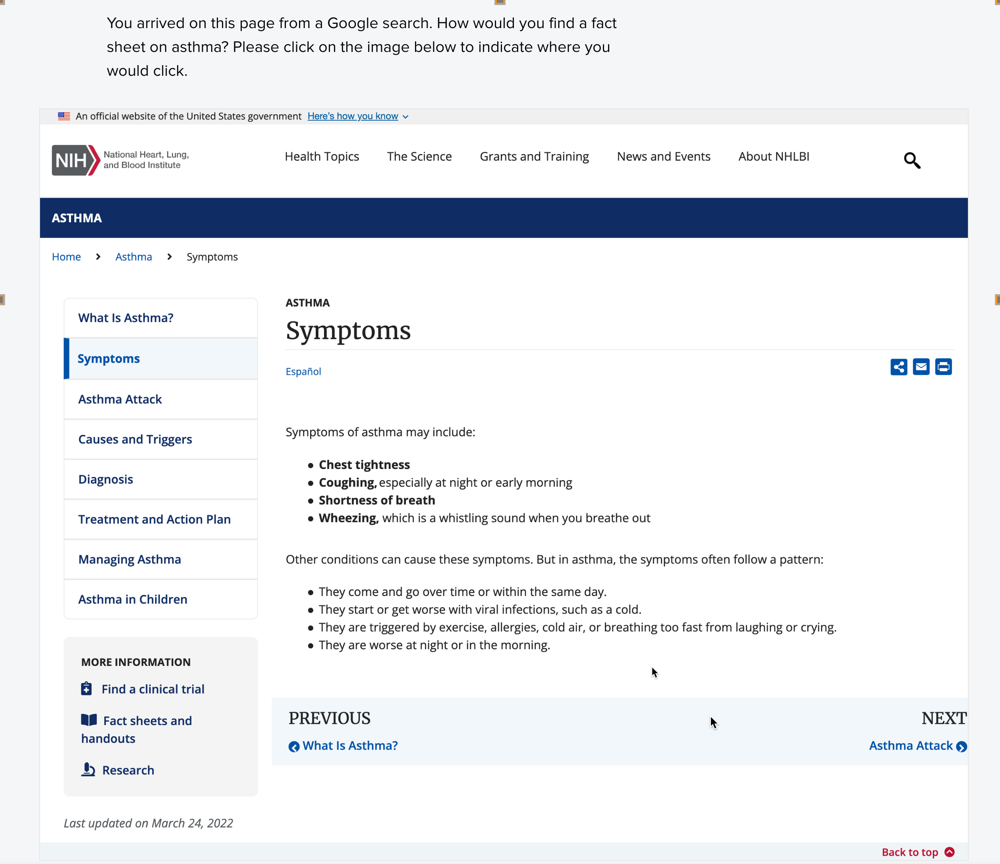 You arrived on this page from a Google search. How would you find a fact
sheet on asthma? Please click on the image below to indicate where you
would click.
An official website of the United States government Here's how you know
NIH National Heart, Lung,
and Blood Institute
Health Topics The Science Grants and Training News and Events About NHLBI
ASTHMA
Home > Asthma > Symptoms
What Is Asthma?
Symptoms
Asthma Attack
Causes and Triggers
Diagnosis
Treatment and Action Plan
Managing Asthma
Asthma in Children
MORE INFORMATION
Find a clinical trial
Fact sheets and
handouts
Research
Last updated on March 24, 2022
ASTHMA
Symptoms
Español
Symptoms of asthma may include:
● Chest tightness
● Coughing, especially at night or early morning
● Shortness of breath
● Wheezing, which is a whistling sound when you breathe out
Other conditions can cause these symptoms. But in asthma, the symptoms often follow a pattern:
● They come and go over time or within the same day.
● They start or get worse with viral infections, such as a cold.
● They are triggered by exercise, allergies, cold air, or breathing too fast from laughing or crying.
● They are worse at night or in the morning.
PREVIOUS
What Is Asthma?
NEXT
Asthma Attack
Back to top